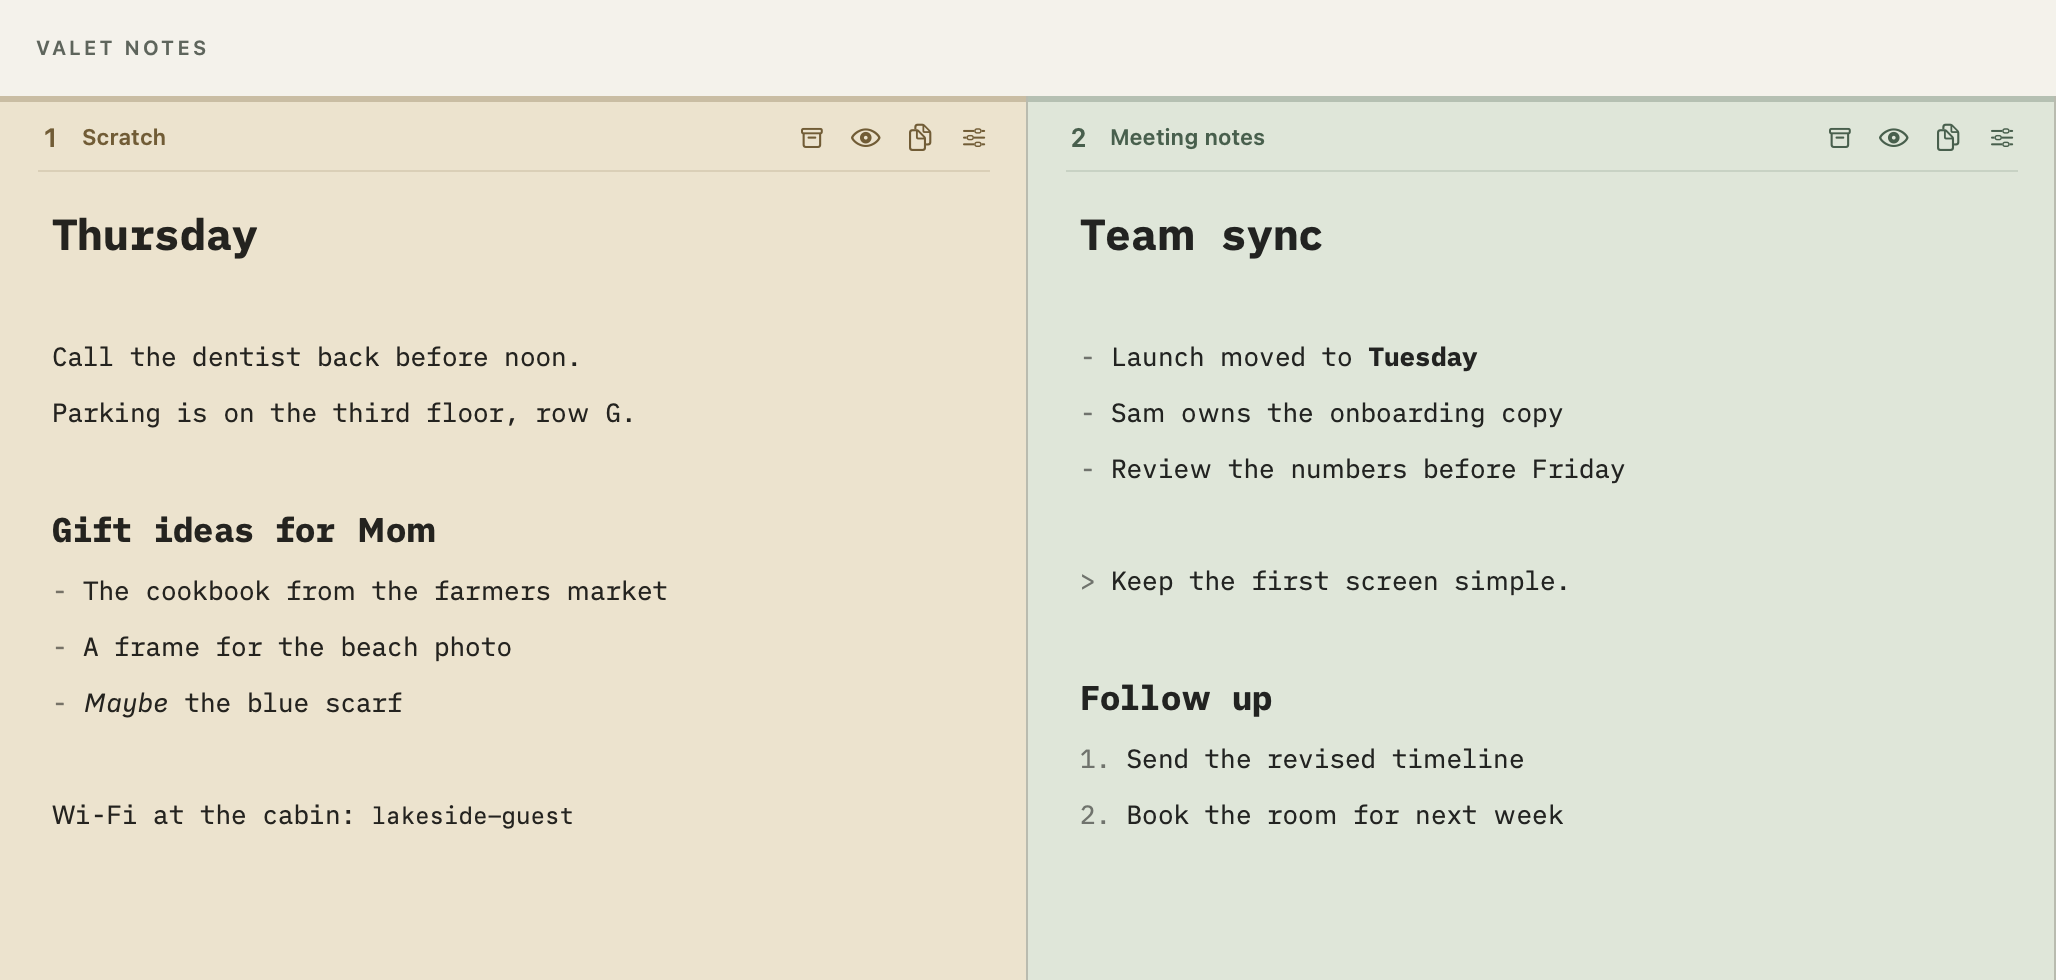 VALET NOTES
1 Scratch
Thursday
Call the dentist back before noon.
Parking is on the third floor, row G.
Gift ideas for Mom
- The cookbook from the farmers market
- A frame for the beach photo
- Maybe the blue scarf
Wi-Fi at the cabin: lakeside-guest
2 Meeting notes
Team sync
- Launch moved to Tuesday
- Sam owns the onboarding copy
- Review the numbers before Friday
> Keep the first screen simple.
Follow up
1. Send the revised timeline
2. Book the room for next week